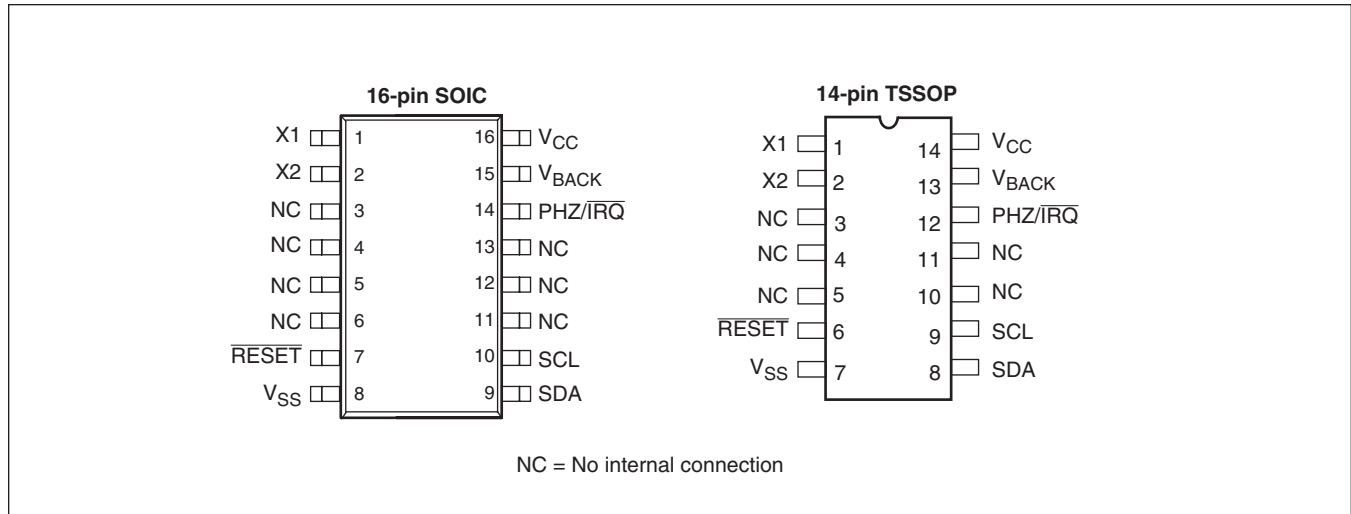 16-pin SOIC
X1 1 16 VCC
X2 2 15 VBACK
NC 3 14 PHZ/IRQ
NC 4 13 NC
NC 5 12 NC
NC 6 11 NC
RESET 7 10 SCL
VSS 8 9 SDA
14-pin TSSOP
X1 1 14 VCC
X2 2 13 VBACK
NC 3 12 PHZ/IRQ
NC 4 11 NC
NC 5 10 NC
RESET 6 9 SCL
VSS 7 8 SDA
NC = No internal connection